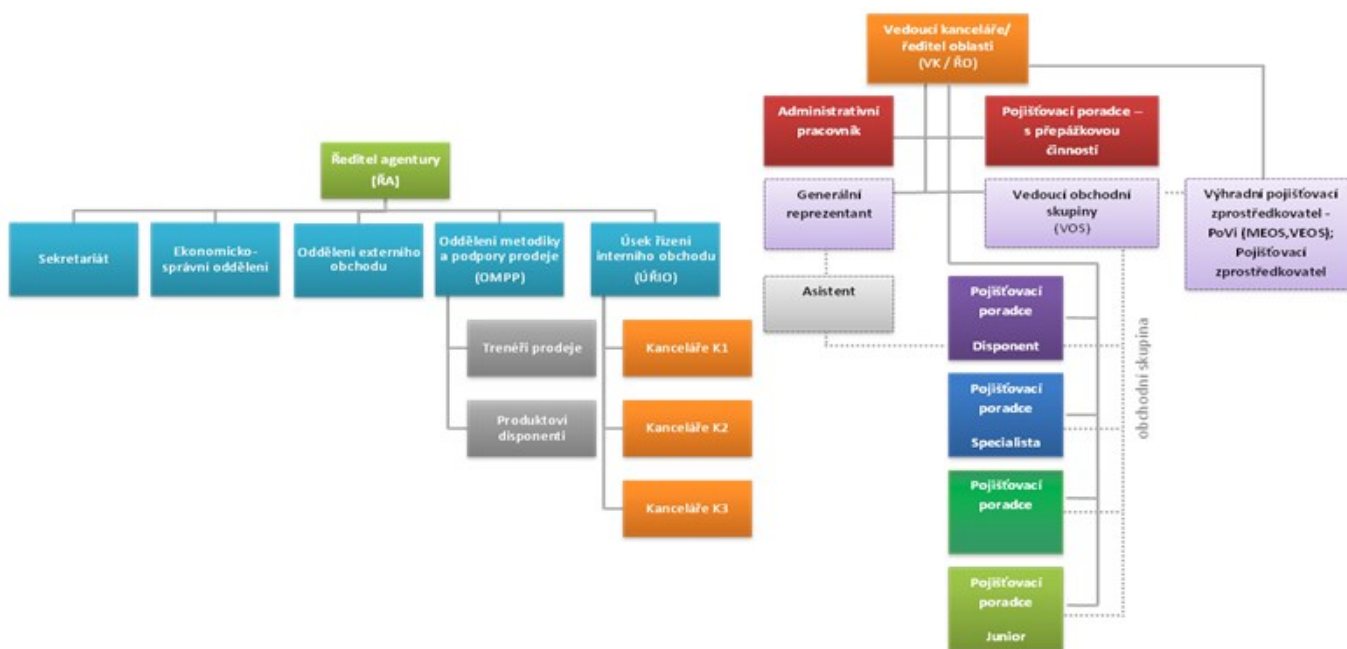 Ředitel agentury
(ŘA)
Sekretariát
Ekonomicko-
správní oddělení
Oddělení externího
obchodu
Oddělení metodiky
a podpory prodeje
(OMPP)
Úsek řízení
interního obchodu
(ÚŘIO)
Trenéři prodeje
Produktoví
disponenti
Kanceláře K1
Kanceláře K2
Kanceláře K3
Vedoucí kanceláře/
ředitel oblasti
(VK / ŘO)
Administrativní
pracovník
Pojišťovací poradce –
s přepážkovou
činností
Generální
reprezentant
Vedoucí obchodní
skupiny
(VOS)
Výhradní pojišťovací
zprostředkovatel -
PoVi (MEOS,VEOS);
Pojišťovací
zprostředkovatel
Asistent
Pojišťovací
poradce
Disponent
Pojišťovací
poradce
Specialista
Pojišťovací
poradce
Pojišťovací
poradce
Junior
obchodní skupina